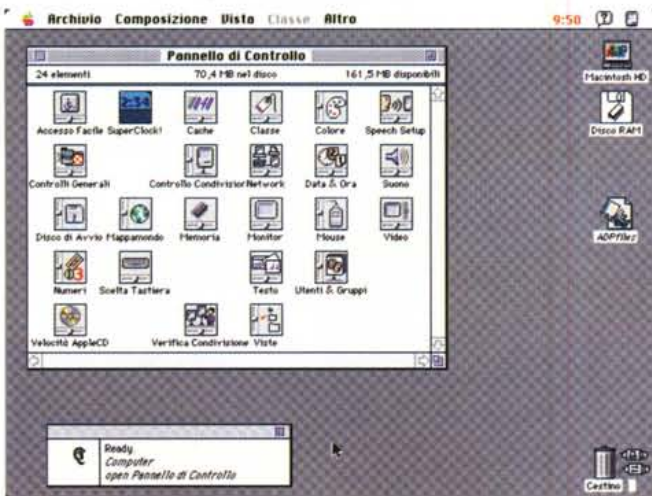 Archivio Composizione Vista Classe Altro 9:50
Pannello di Controllo
24 elementi 70,4 MB nel disco 161,5 MB disponibili
Macintosh HD
Accesso Facile SuperClock! Cache Classe Colore Speech Setup
Disco RAM
Controlli Generali Controllo Condivision Network Data & Ora Suono
Disco di Avvio Mappamondo Memoria Monitor Mouse Video
ADPfiles
Numeri Scelta Tastiera Testo Utenti & Gruppi
Velocità AppleCD Verifica Condivisione Viste
Ready
Computer
open Pannello di Controllo
Cestino